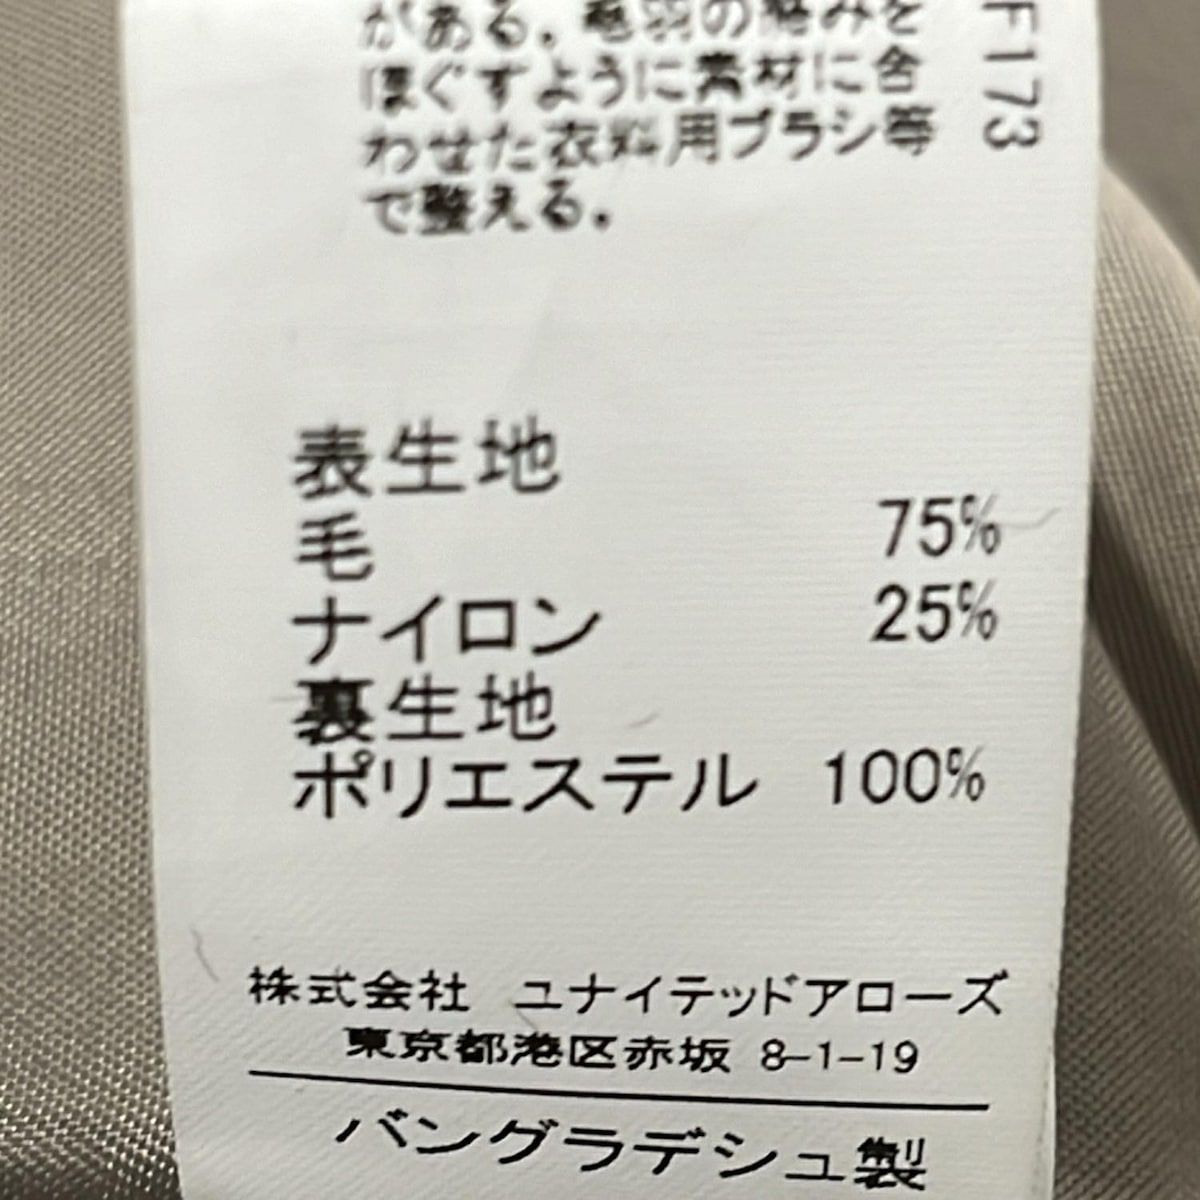 がある。毛羽の絡みを
ほぐすように素材に合
わせた衣料用ブラシ等
で整える。
F173
表生地
毛 75%
ナイロン 25%
裏生地
ポリエステル 100%
株式会社 ユナイテッドアローズ
東京都港区赤坂 8-1-19
バングラデシュ製